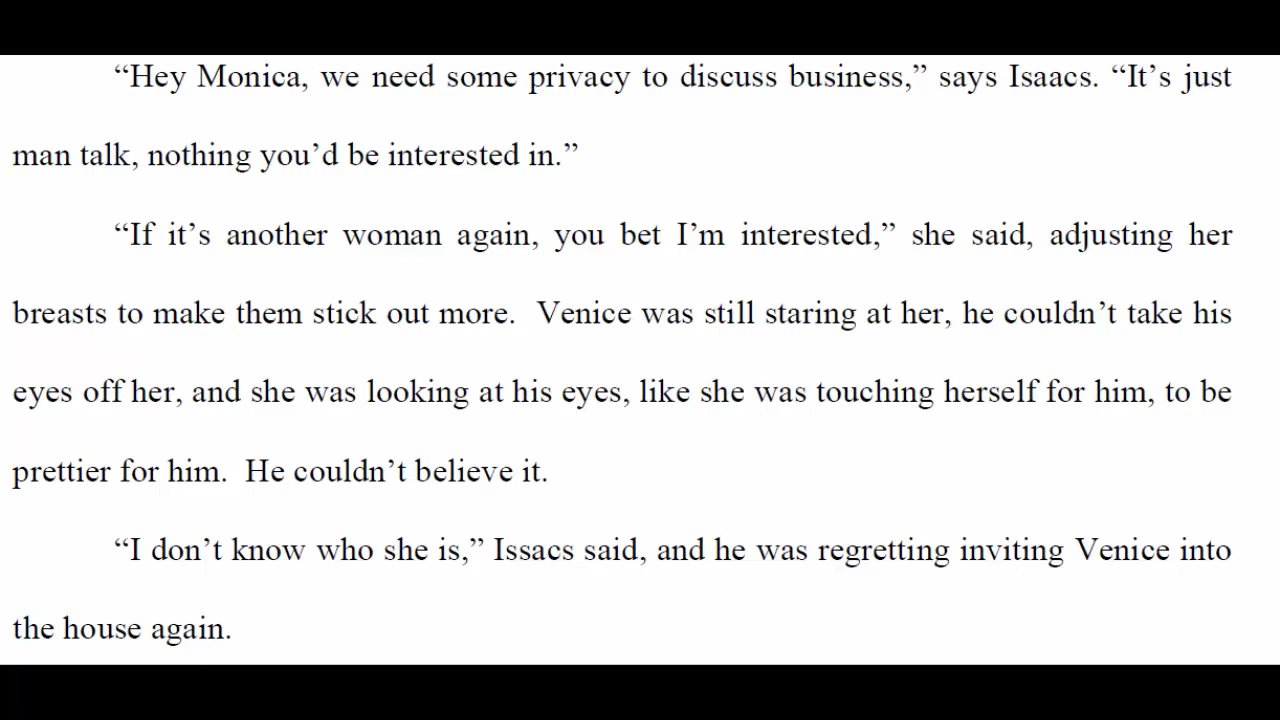 “Hey Monica, we need some privacy to discuss business,” says Isaacs. “It’s just
man talk, nothing you’d be interested in.”
“If it’s another woman again, you bet I’m interested,” she said, adjusting her
breasts to make them stick out more.  Venice was still staring at her, he couldn’t take his
eyes off her, and she was looking at his eyes, like she was touching herself for him, to be
prettier for him.  He couldn’t believe it.
“I don’t know who she is,” Issacs said, and he was regretting inviting Venice into
the house again.